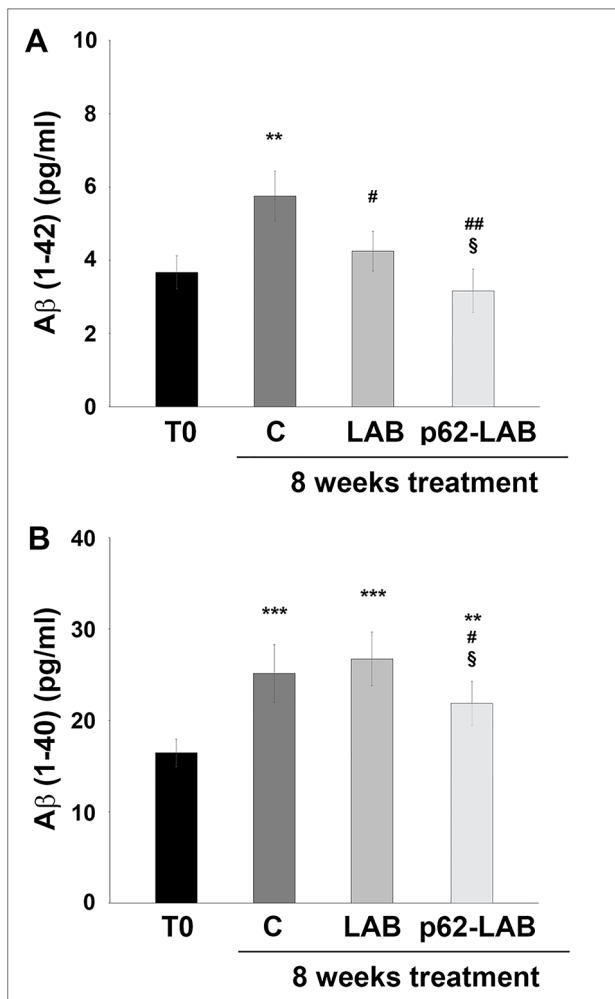 A
Aβ (1-42) (pg/ml)
10
8
6
4
2
0
**
#
##
§
T0 C LAB p62-LAB
8 weeks treatment
B
Aβ (1-40) (pg/ml)
40
30
20
10
0
***
***
**
#
§
T0 C LAB p62-LAB
8 weeks treatment